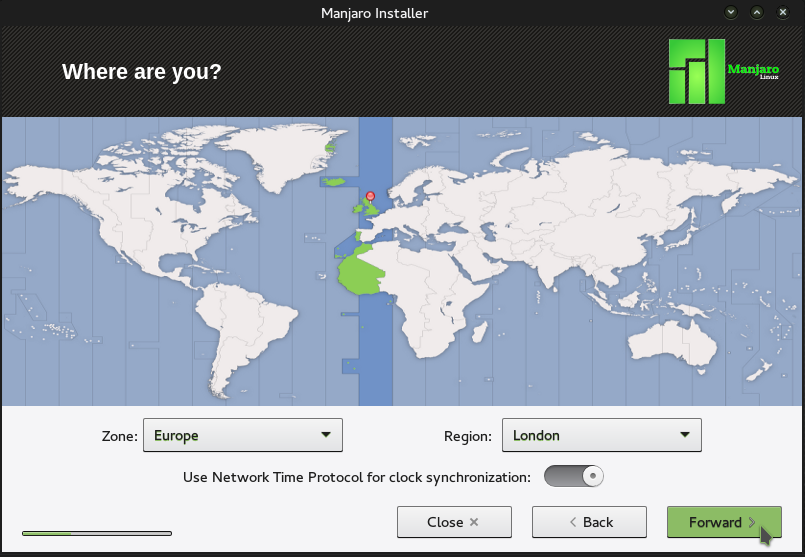 Manjaro Installer
Where are you?
Manjaro
Linux
Zone: Europe
Region: London
Use Network Time Protocol for clock synchronization:
Close
Back
Forward